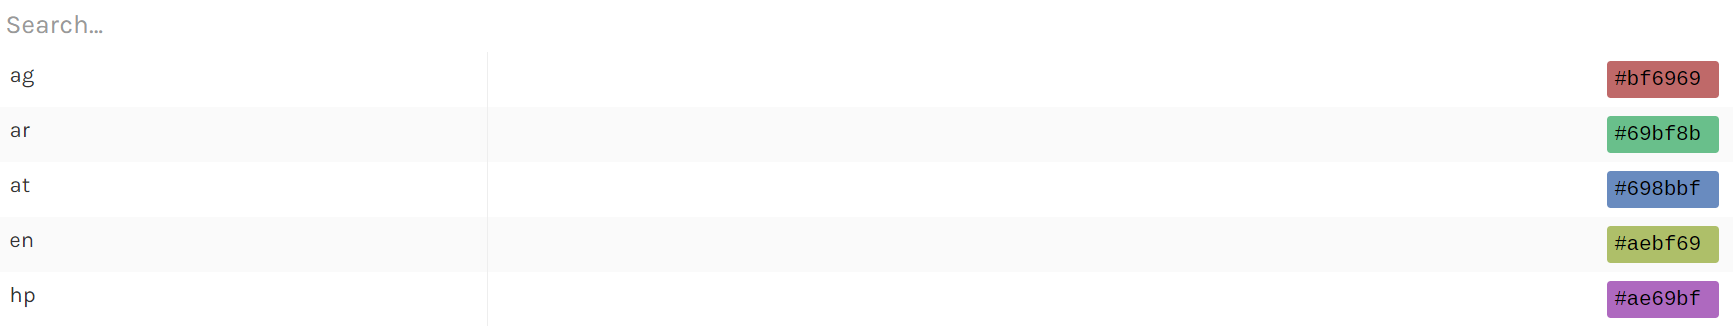 Search...
ag #bf6969
ar #69bf8b
at #698bbf
en #aebf69
hp #ae69bf